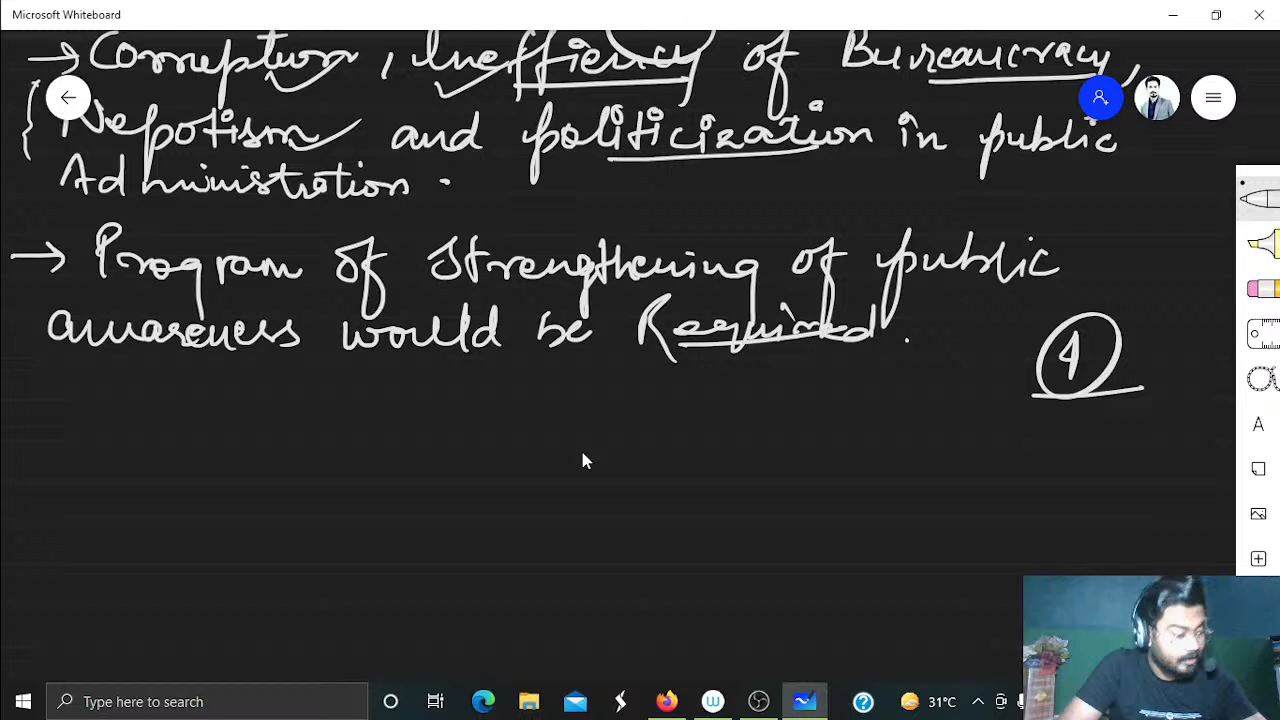 Microsoft Whiteboard
→ Corruption, Inefficiency of Bureaucracy,
Nepotism and politicization in public
Administration.
→ Program of Strengthening of public
awareness would be Required.
4
A
Type here to search
31°C